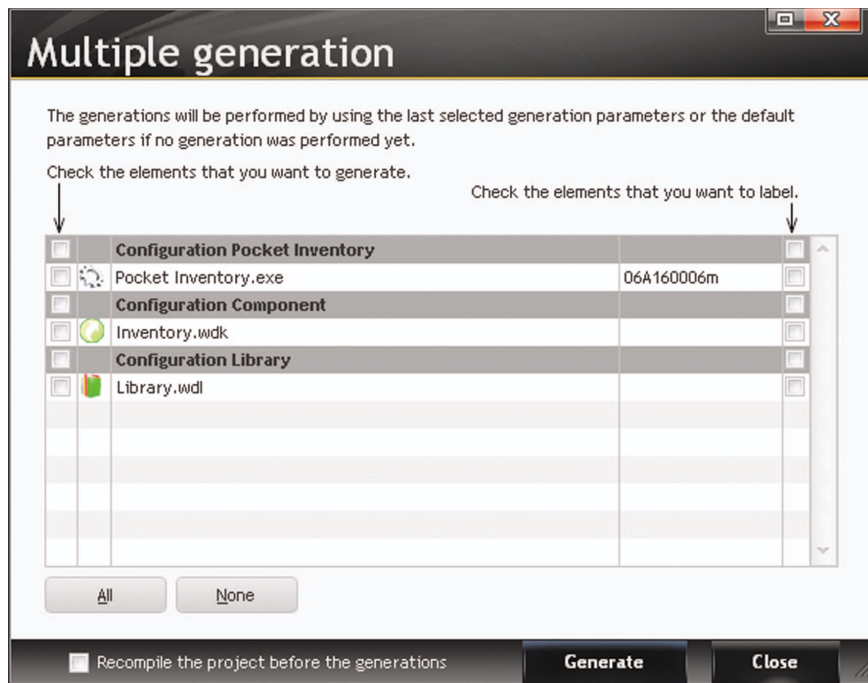 Multiple generation
The generations will be performed by using the last selected generation parameters or the default
parameters if no generation was performed yet.
Check the elements that you want to generate.
Check the elements that you want to label.
Configuration Pocket Inventory
Pocket Inventory.exe 06A160006m
Configuration Component
Inventory.wdk
Configuration Library
Library.wdl
All None
Recompile the project before the generations Generate Close